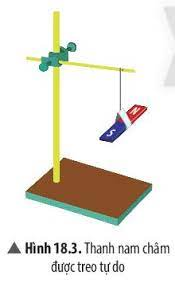 N
S
▲ Hình 18.3. Thanh nam châm
được treo tự do